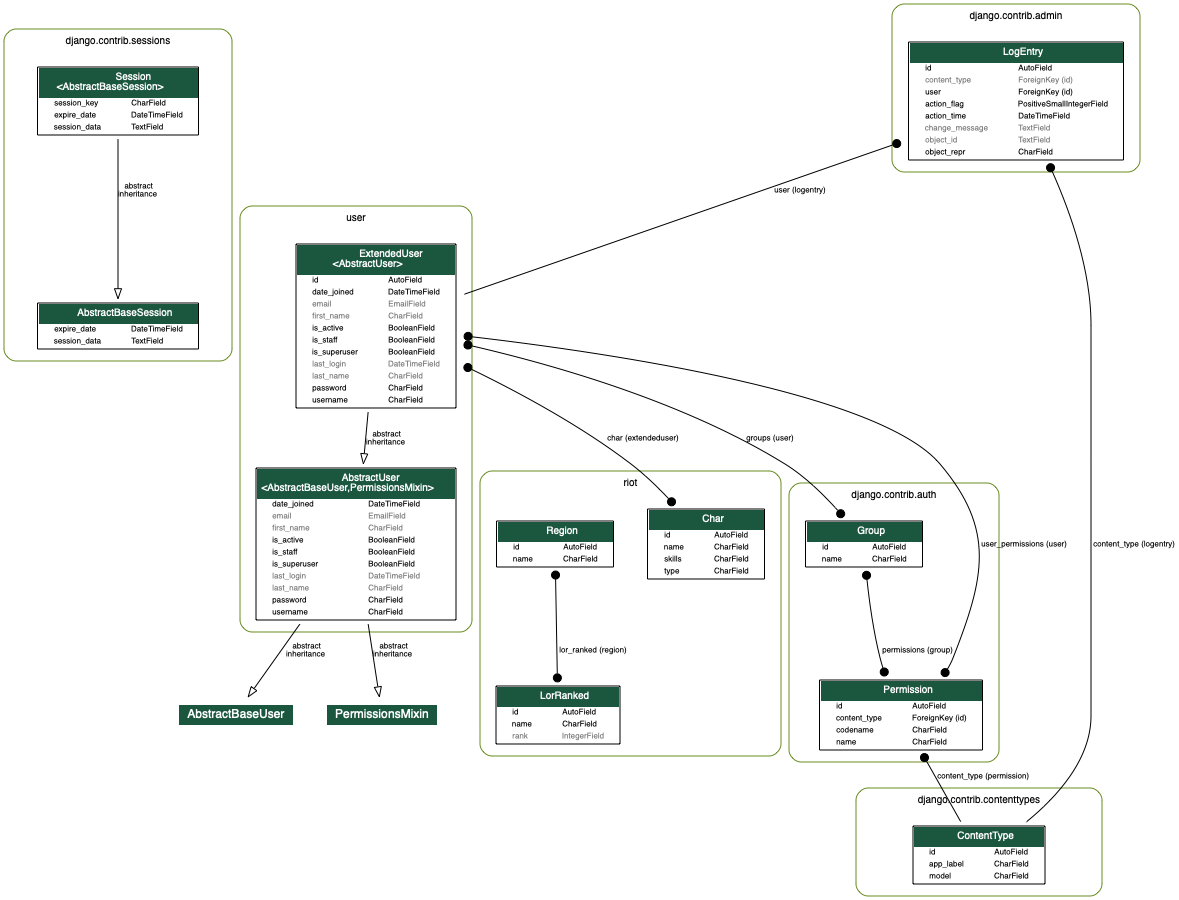 django.contrib.admin
LogEntry
id AutoField
content_type ForeignKey (id)
user ForeignKey (id)
action_flag PositiveSmallIntegerField
action_time DateTimeField
change_message TextField
object_id TextField
object_repr CharField
django.contrib.sessions
Session
<AbstractBaseSession>
session_key CharField
expire_date DateTimeField
session_data TextField
abstract
inheritance
AbstractBaseSession
expire_date DateTimeField
session_data TextField
user (logentry)
user
ExtendedUser
<AbstractUser>
id AutoField
date_joined DateTimeField
email EmailField
first_name CharField
is_active BooleanField
is_staff BooleanField
is_superuser BooleanField
last_login DateTimeField
last_name CharField
password CharField
username CharField
abstract
inheritance
AbstractUser
<AbstractBaseUser,PermissionsMixin>
date_joined DateTimeField
email EmailField
first_name CharField
is_active BooleanField
is_staff BooleanField
is_superuser BooleanField
last_login DateTimeField
last_name CharField
password CharField
username CharField
abstract
inheritance
abstract
inheritance
AbstractBaseUser
PermissionsMixin
char (extendeduser)
groups (user)
user_permissions (user)
content_type (logentry)
riot
Region
id AutoField
name CharField
Char
id AutoField
name CharField
skills CharField
type CharField
lor_ranked (region)
LorRanked
id AutoField
name CharField
rank IntegerField
django.contrib.auth
Group
id AutoField
name CharField
permissions (group)
Permission
id AutoField
content_type ForeignKey (id)
codename CharField
name CharField
content_type (permission)
django.contrib.contenttypes
ContentType
id AutoField
app_label CharField
model CharField